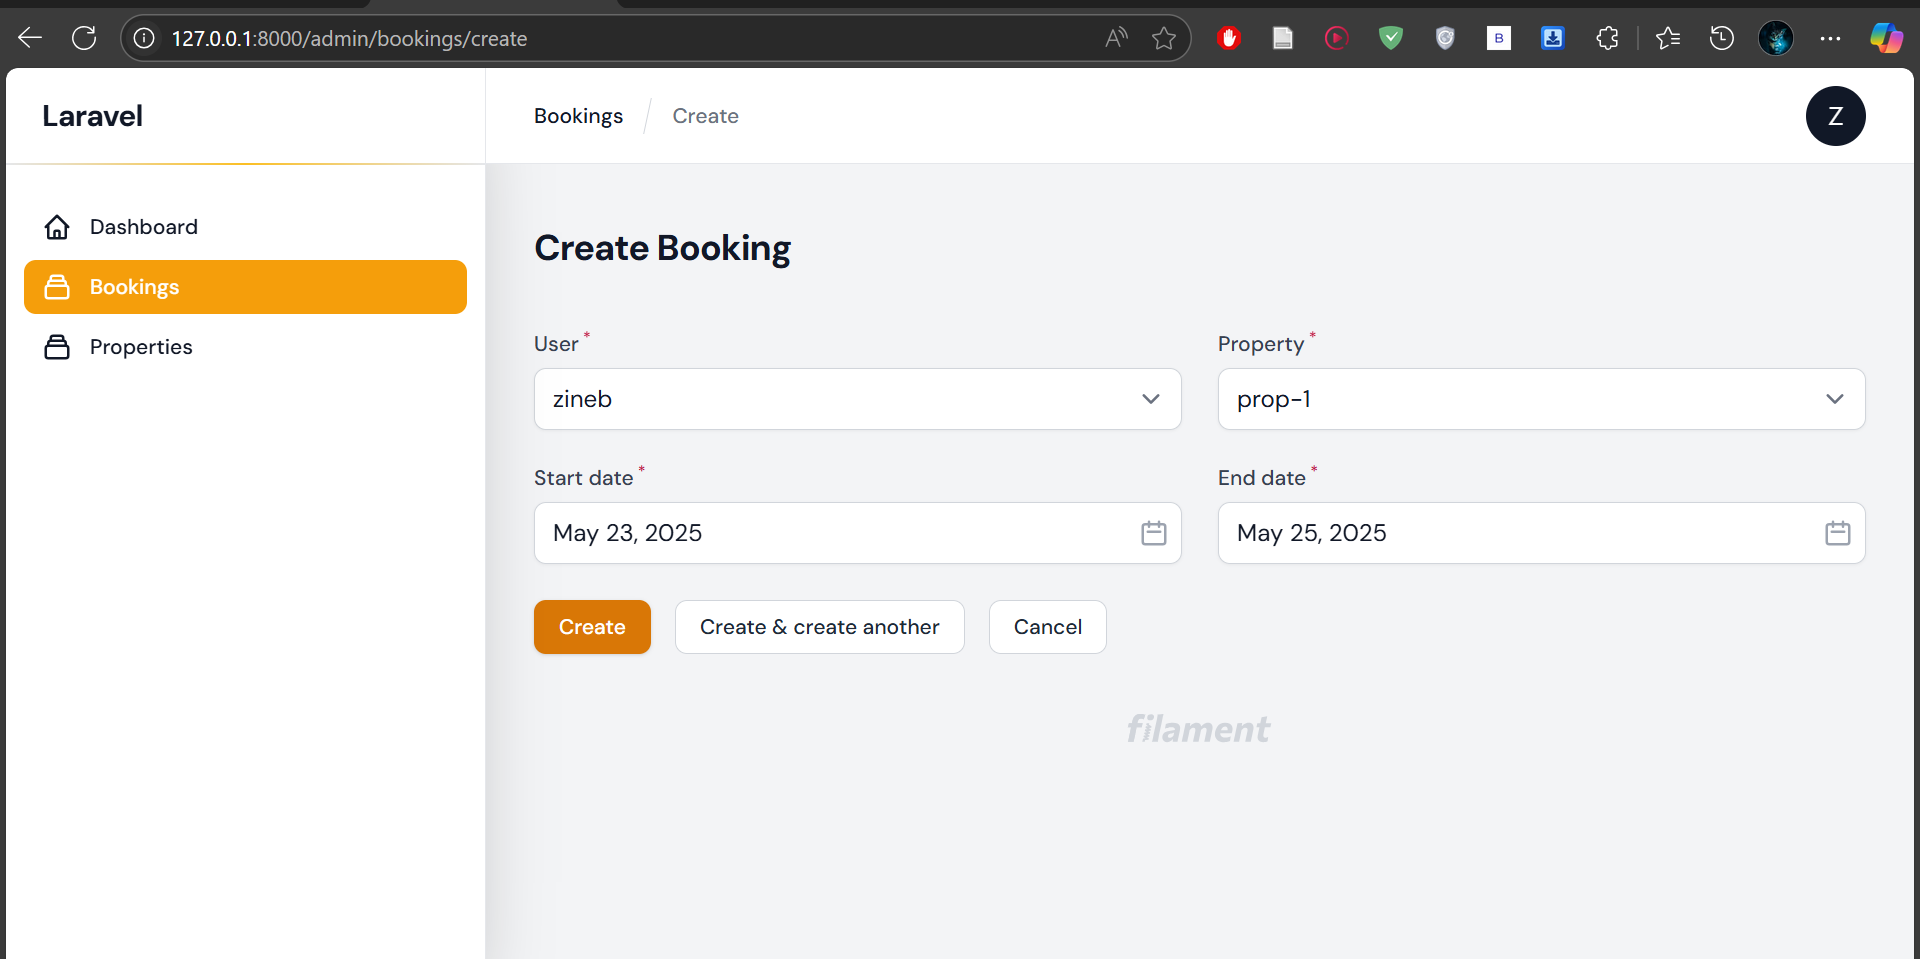 127.0.0.1:8000/admin/bookings/create
A
B
Laravel
Bookings
Create
Z
Dashboard
Bookings
Properties
Create Booking
User *
Property *
zineb
prop-1
Start date *
End date *
May 23, 2025
May 25, 2025
Create
Create & create another
Cancel
filament